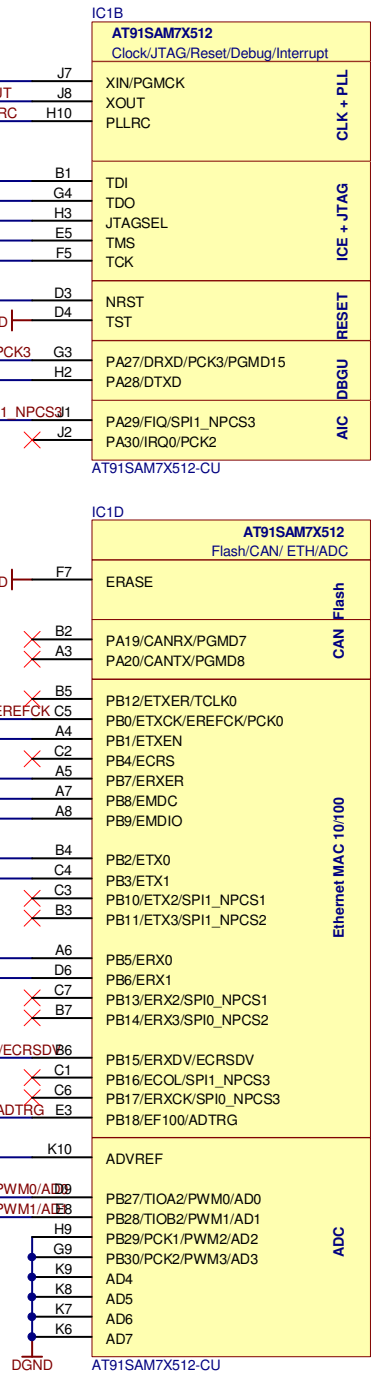 IC1B
AT91SAM7X512
Clock/JTAG/Reset/Debug/Interrupt
J7 XIN/PGMCK
J8 XOUT
RC H10 PLLRC
CLK + PLL
B1 TDI
G4 TDO
H3 JTAGSEL
E5 TMS
F5 TCK
ICE + JTAG
D3 NRST
D4 TST
RESET
PCK3 G3 PA27/DRXD/PCK3/PGMD15
H2 PA28/DTXD
DBGU
1_NPCS3 J1 PA29/FIQ/SPI1_NPCS3
J2 PA30/IRQ0/PCK2
AIC
AT91SAM7X512-CU
IC1D
AT91SAM7X512
Flash/CAN/ ETH/ADC
F7 ERASE
Flash
B2 PA19/CANRX/PGMD7
A3 PA20/CANTX/PGMD8
CAN
B5 PB12/ETXER/TCLK0
EREFCK C5 PB0/ETXCK/EREFCK/PCK0
A4 PB1/ETXEN
C2 PB4/ECRS
A5 PB7/ERXER
A7 PB8/EMDC
A8 PB9/EMDIO
B4 PB2/ETX0
C4 PB3/ETX1
C3 PB10/ETX2/SPI1_NPCS1
B3 PB11/ETX3/SPI1_NPCS2
Ethernet MAC 10/100
A6 PB5/ERX0
D6 PB6/ERX1
C7 PB13/ERX2/SPI0_NPCS1
B7 PB14/ERX3/SPI0_NPCS2
/ECRSDV B6 PB15/ERXDV/ECRSDV
C1 PB16/ECOL/SPI1_NPCS3
C6 PB17/ERXCK/SPI0_NPCS3
ADTRG E3 PB18/EF100/ADTRG
K10 ADVREF
PWM0/AD0 D9 PB27/TIOA2/PWM0/AD0
PWM1/AD1 E8 PB28/TIOB2/PWM1/AD1
H9 PB29/PCK1/PWM2/AD2
G9 PB30/PCK2/PWM3/AD3
K9 AD4
K8 AD5
K7 AD6
K6 AD7
ADC
DGND
AT91SAM7X512-CU